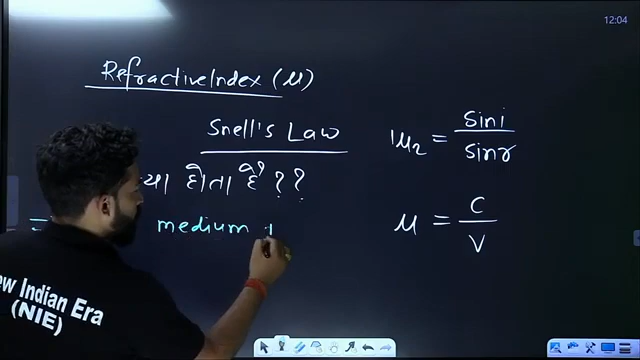 12:04
Refractive Index (μ)
Snell's Law
होता है??
medium
₁μ₂ = Sin i / Sin r
μ = C / V
New Indian Era
(NIE)